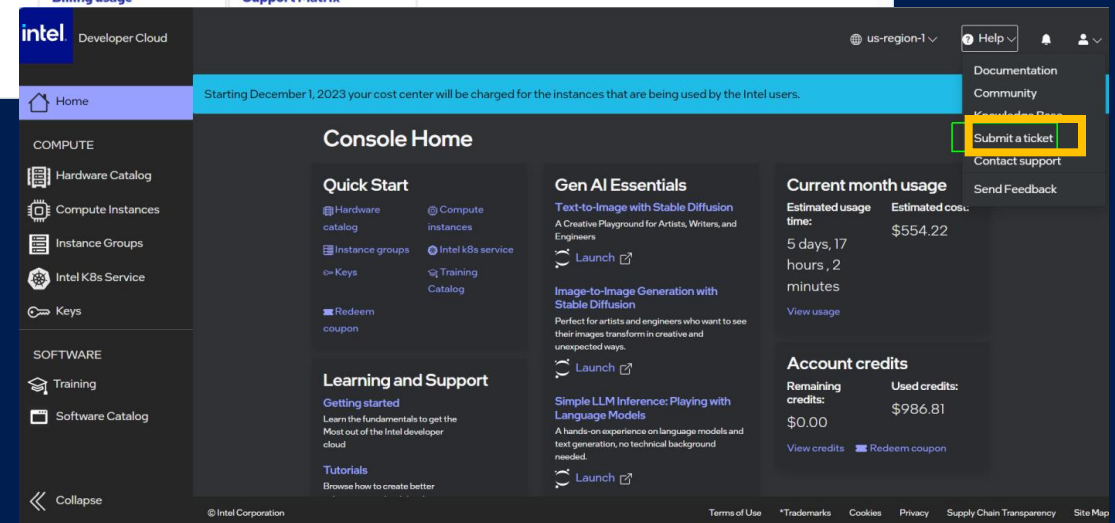 Billing usage
Support Matrix
intel.
Developer Cloud
us-region-1
Help
Documentation
Community
Knowledge Base
Submit a ticket
Contact support
Send Feedback
Home
COMPUTE
Hardware Catalog
Compute Instances
Instance Groups
Intel K8s Service
Keys
SOFTWARE
Training
Software Catalog
Collapse
Starting December 1, 2023 your cost center will be charged for the instances that are being used by the Intel users.
Console Home
Quick Start
Hardware
catalog
Compute
instances
Instance groups
Intel k8s service
Keys
Training
Catalog
Redeem
coupon
Learning and Support
Getting started
Learn the fundamentals to get the
Most out of the Intel developer
cloud
Tutorials
Browse how to create better
Gen AI Essentials
Text-to-Image with Stable Diffusion
A Creative Playground for Artists, Writers, and
Engineers
Launch
Image-to-Image Generation with
Stable Diffusion
Perfect for artists and engineers who want to see
their images transform in creative and
unexpected ways.
Launch
Simple LLM Inference: Playing with
Language Models
A hands-on experience on language models and
text generation, no technical background
needed.
Launch
Current month usage
Estimated usage
time:
5 days, 17
hours , 2
minutes
Estimated cost:
$554.22
View usage
Account credits
Remaining
credits:
$0.00
Used credits:
$986.81
View credits
Redeem coupon
© Intel Corporation
Terms of Use
*Trademarks
Cookies
Privacy
Supply Chain Transparency
Site Map